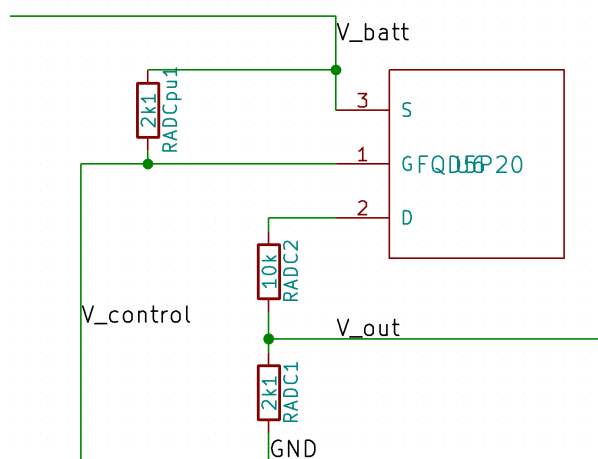 V_batt
2k1
RADCpu1
3
S
1
G
2
D
10k
RADC2
V_control
V_out
2k1
RADC1
GND